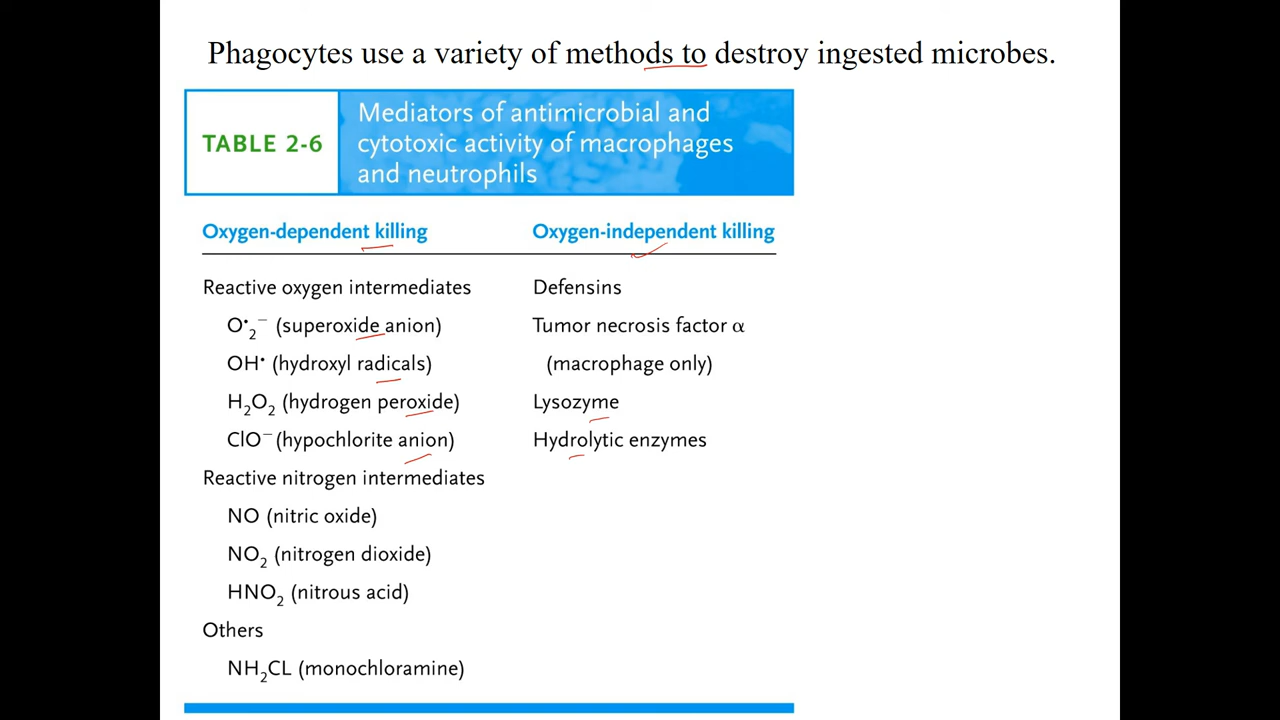 Phagocytes use a variety of methods to destroy ingested microbes.
TABLE 2-6
Mediators of antimicrobial and
cytotoxic activity of macrophages
and neutrophils
Oxygen-dependent killing
Oxygen-independent killing
Reactive oxygen intermediates
O•₂⁻ (superoxide anion)
OH• (hydroxyl radicals)
H₂O₂ (hydrogen peroxide)
ClO⁻ (hypochlorite anion)
Reactive nitrogen intermediates
NO (nitric oxide)
NO₂ (nitrogen dioxide)
HNO₂ (nitrous acid)
Others
NH₂CL (monochloramine)
Defensins
Tumor necrosis factor α
(macrophage only)
Lysozyme
Hydrolytic enzymes